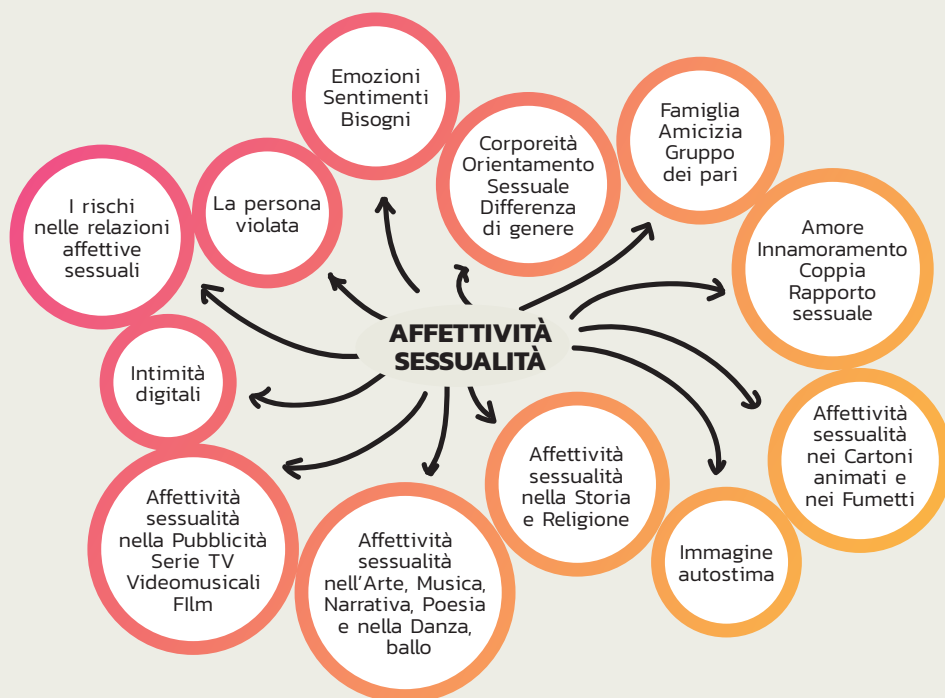 Emozioni
Sentimenti
Bisogni
Corporeità
Orientamento
Sessuale
Differenza
di genere
Famiglia
Amicizia
Gruppo
dei pari
I rischi
nelle relazioni
affettive
sessuali
La persona
violata
Amore
Innamoramento
Coppia
Rapporto
sessuale
AFFETTIVITÀ
SESSUALITÀ
Intimità
digitali
Affettività
sessualità
nei Cartoni
animati e
nei Fumetti
Affettività
sessualità
nella Storia
e Religione
Affettività
sessualità
nella Pubblicità
Serie TV
Videomusicali
FIlm
Affettività
sessualità
nell'Arte, Musica,
Narrativa, Poesia
e nella Danza,
ballo
Immagine
autostima